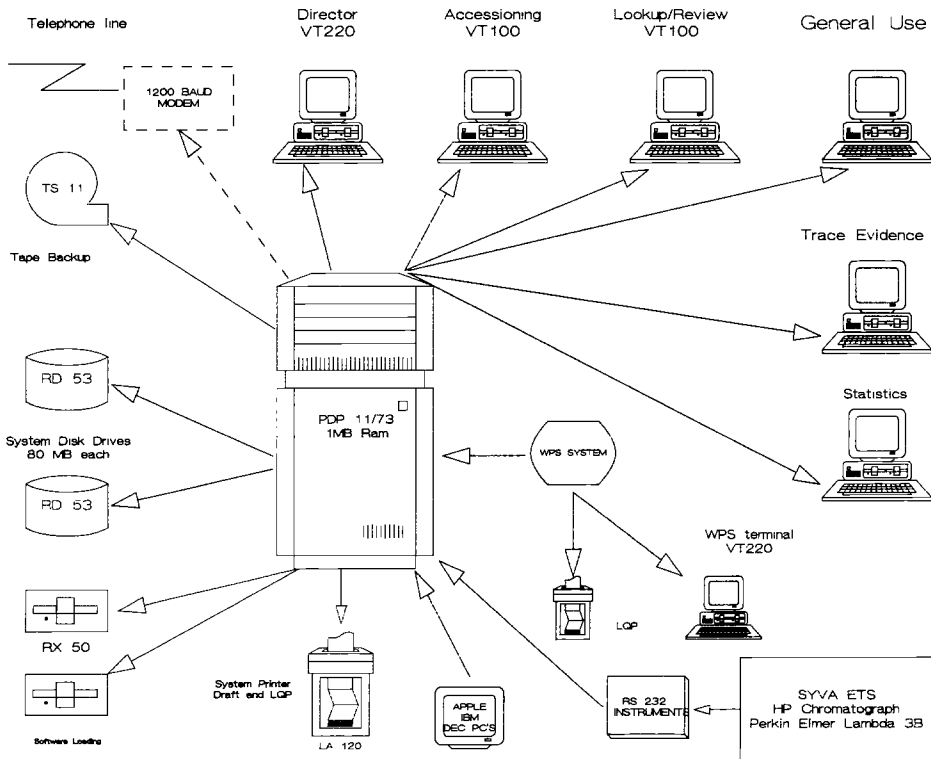 Telephone line
Director
VT220
Accessioning
VT100
Lookup/Review
VT100
General Use
1200 BAUD
MODEM
TS 11
Tape Backup
Trace Evidence
RD 53
System Disk Drives
80 MB each
RD 53
PDP 11/73
1MB Ram
WPS SYSTEM
Statistics
WPS terminal
VT220
RX 50
Software Loading
System Printer
Draft and LQP
LA 120
APPLE
IBM
DEC PC'S
LQP
RS 232
INSTRUMENTS
SYVA ETS
HP Chromatograph
Perkin Elmer Lambda 3B